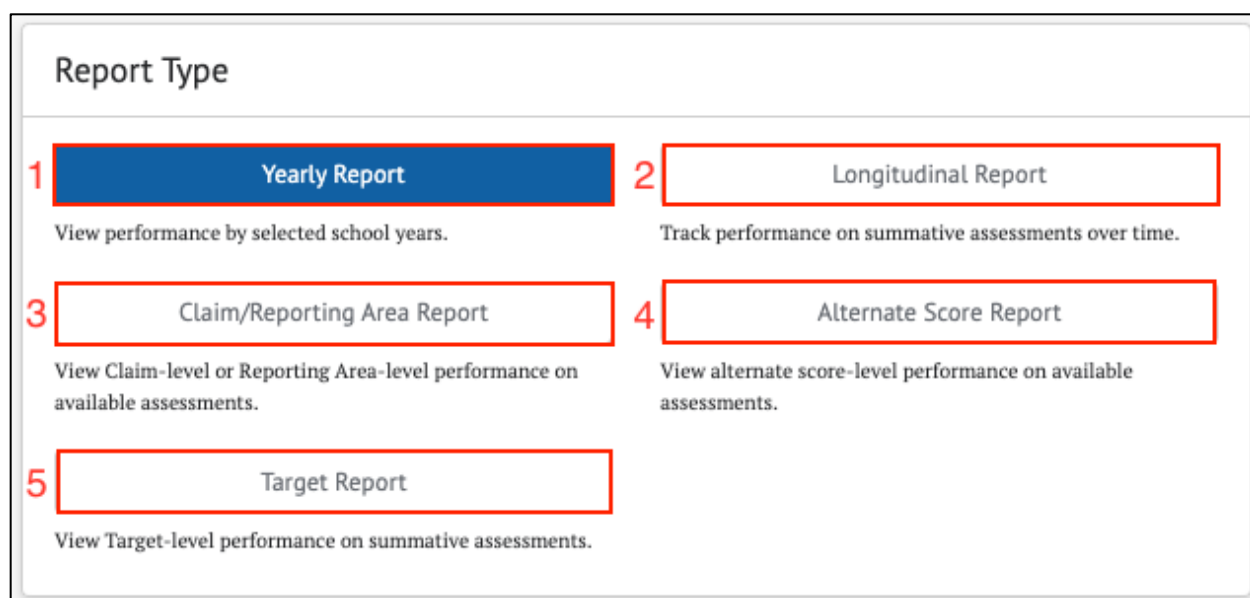 Report Type
1 Yearly Report
View performance by selected school years.
2 Longitudinal Report
Track performance on summative assessments over time.
3 Claim/Reporting Area Report
View Claim-level or Reporting Area-level performance on
available assessments.
4 Alternate Score Report
View alternate score-level performance on available
assessments.
5 Target Report
View Target-level performance on summative assessments.